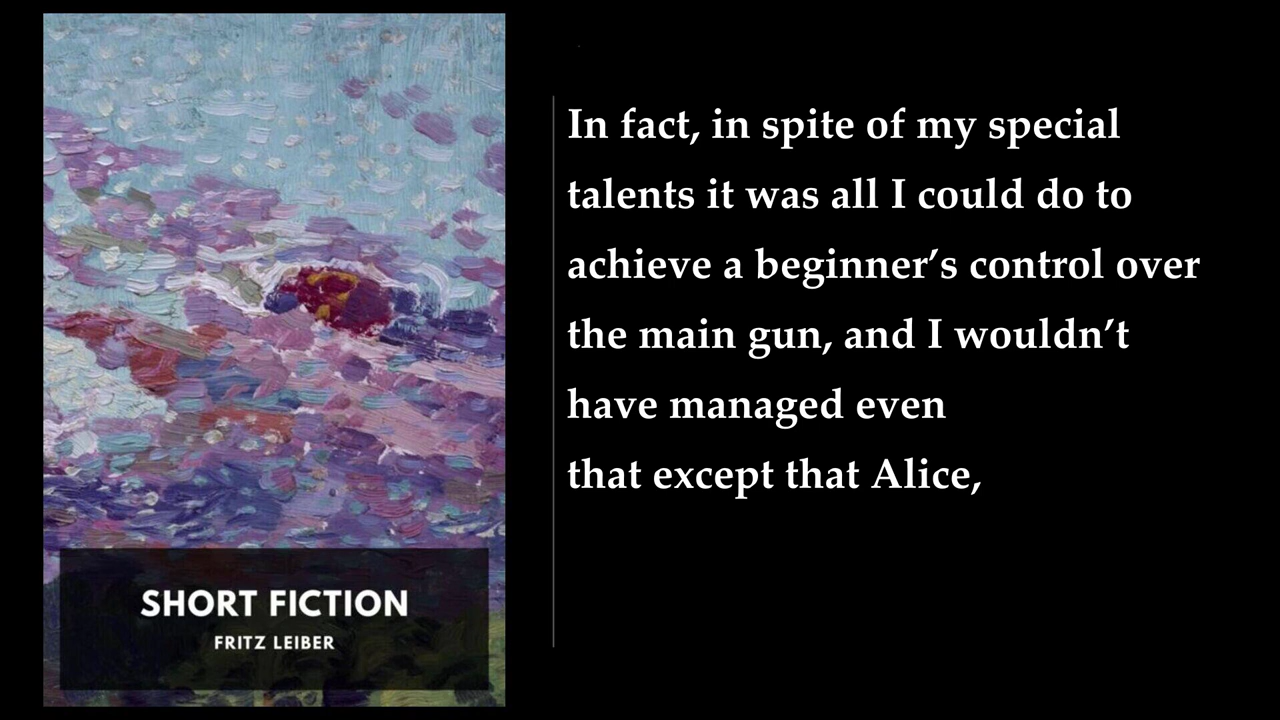 In fact, in spite of my special
talents it was all I could do to
achieve a beginner’s control over
the main gun, and I wouldn’t
have managed even
that except that Alice,
SHORT FICTION
FRITZ LEIBER